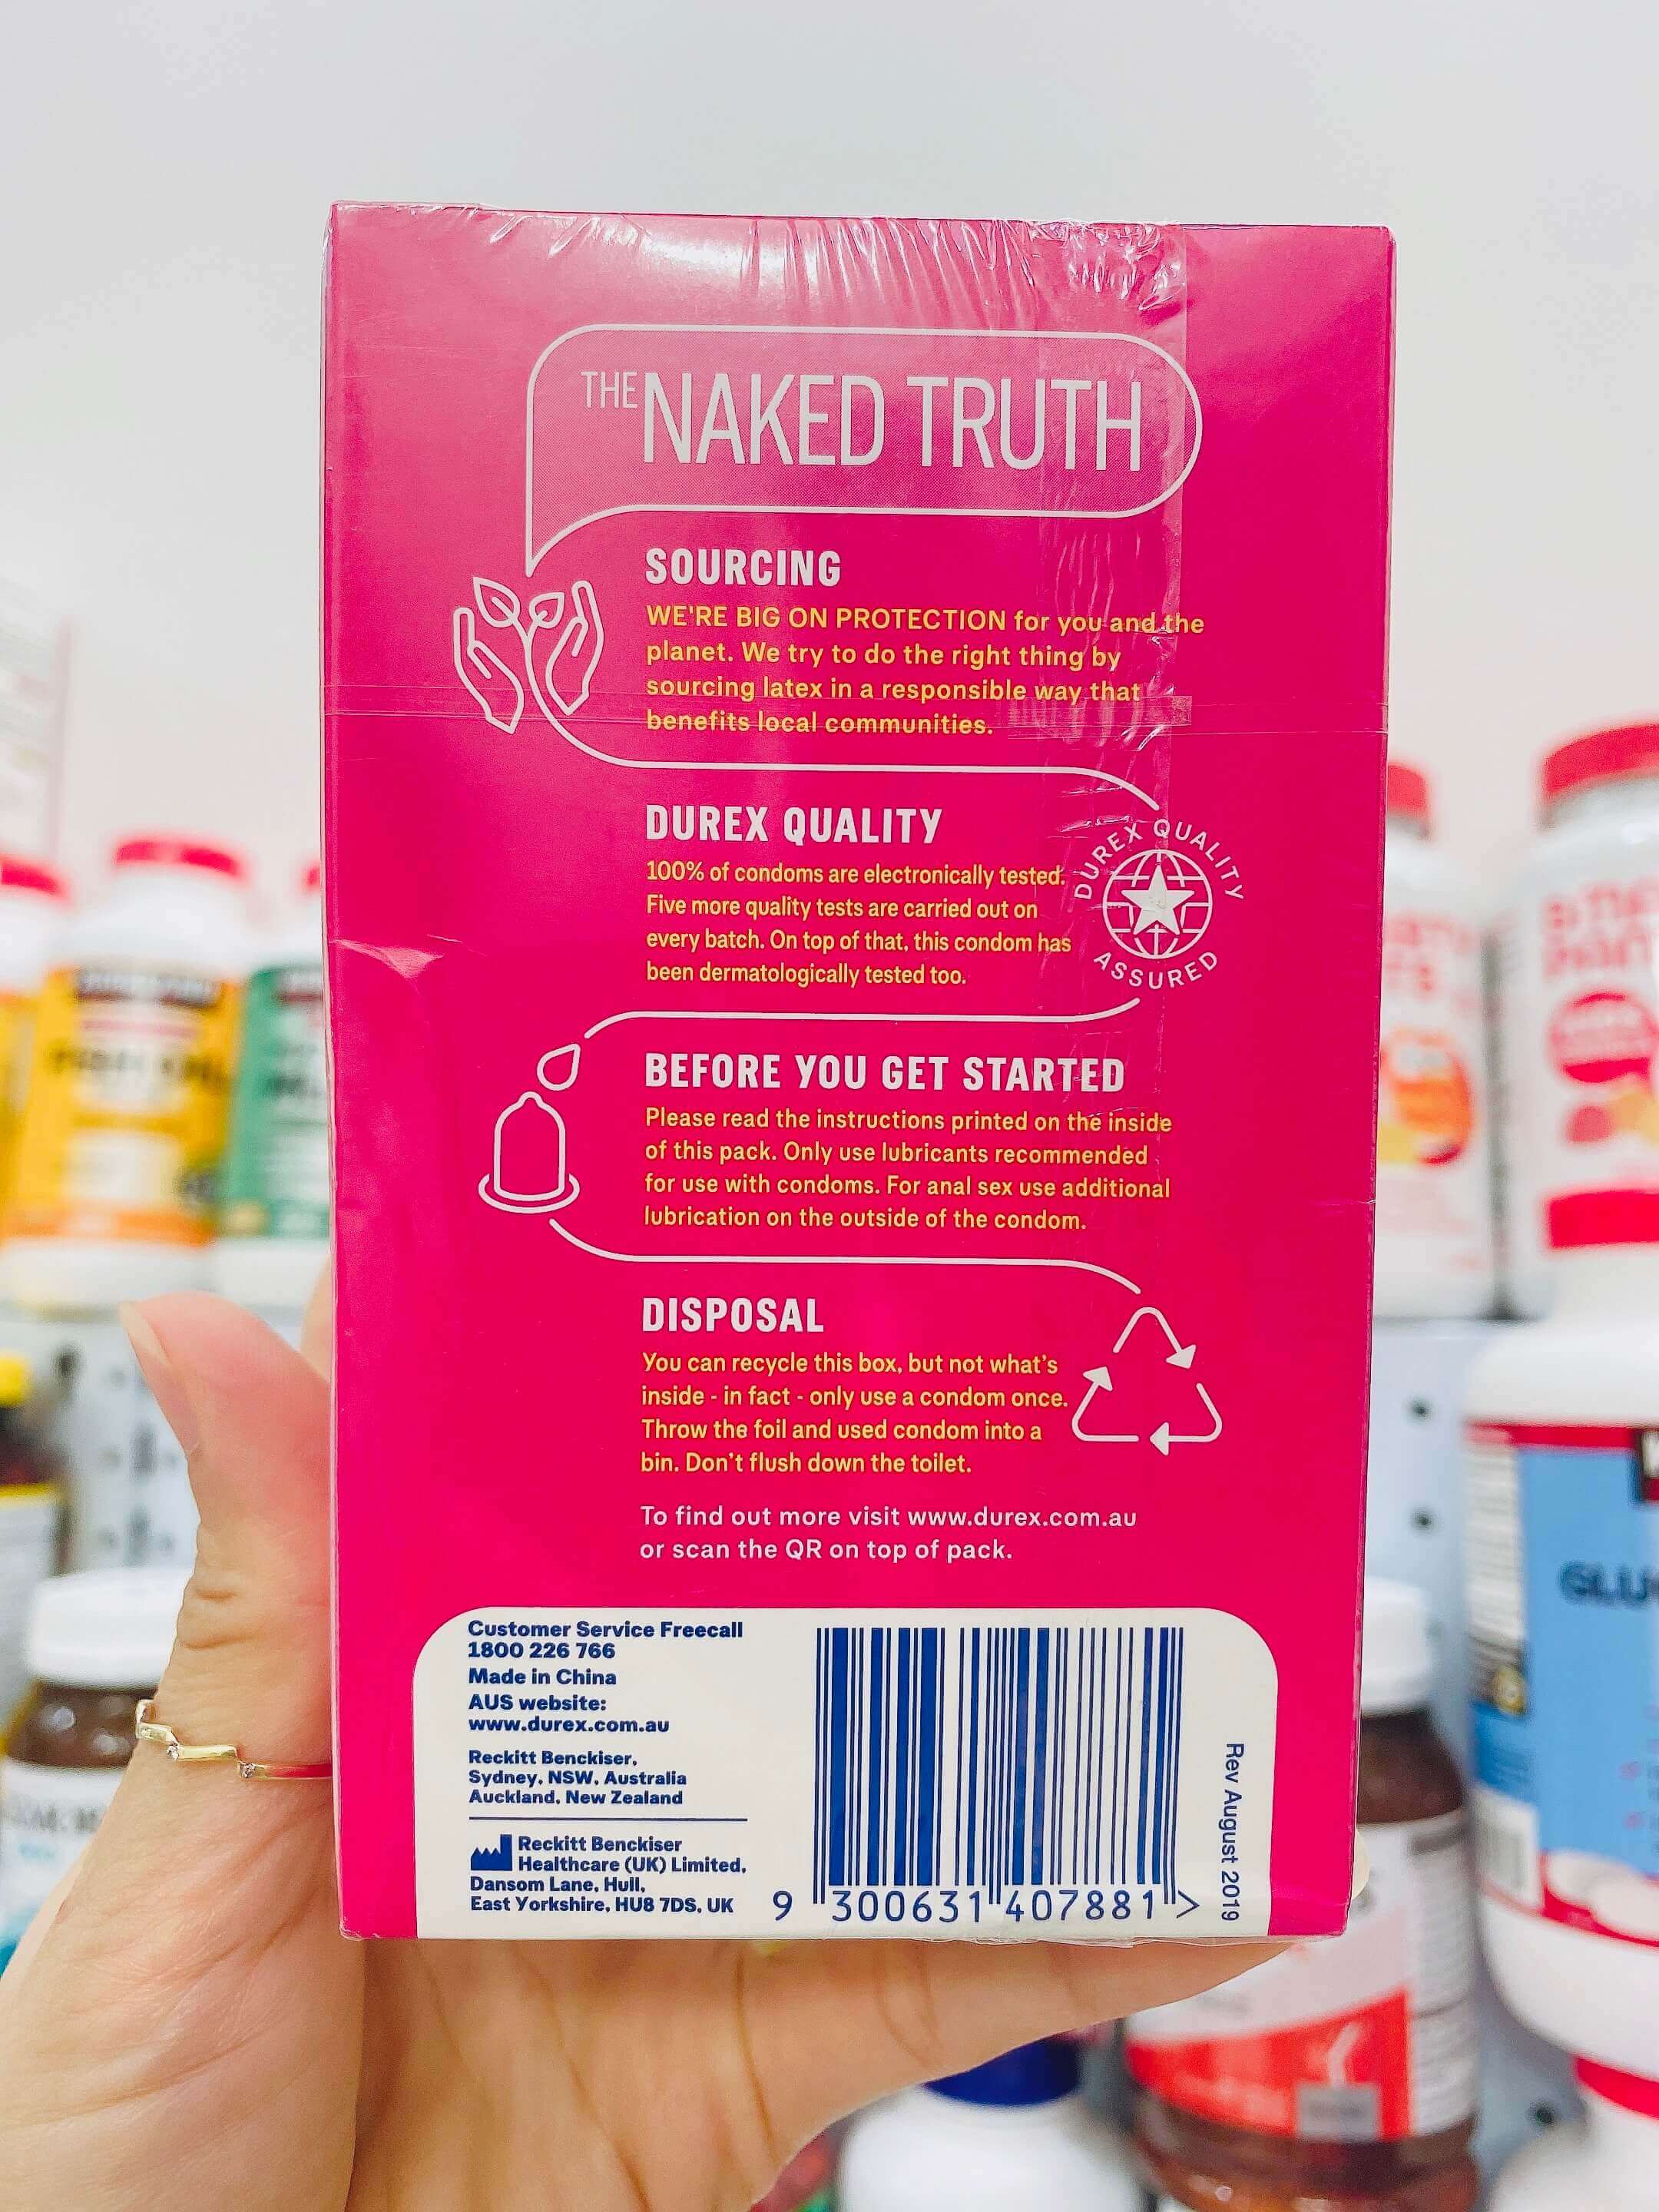 THE NAKED TRUTH
SOURCING
WE'RE BIG ON PROTECTION for you and the
planet. We try to do the right thing by
sourcing latex in a responsible way that
benefits local communities.
DUREX QUALITY
100% of condoms are electronically tested.
Five more quality tests are carried out on
every batch. On top of that, this condom has
been dermatologically tested too.
DUREX QUALITY
ASSURED
BEFORE YOU GET STARTED
Please read the instructions printed on the inside
of this pack. Only use lubricants recommended
for use with condoms. For anal sex use additional
lubrication on the outside of the condom.
DISPOSAL
You can recycle this box, but not what's
inside - in fact - only use a condom once.
Throw the foil and used condom into a
bin. Don't flush down the toilet.
To find out more visit www.durex.com.au
or scan the QR on top of pack.
Customer Service Freecall
1800 226 766
Made in China
AUS website:
www.durex.com.au
Reckitt Benckiser,
Sydney, NSW, Australia
Auckland, New Zealand
Reckitt Benckiser
Healthcare (UK) Limited,
Dansom Lane, Hull,
East Yorkshire, HU8 7DS, UK
9 300631 407881 >
Rev August 2019